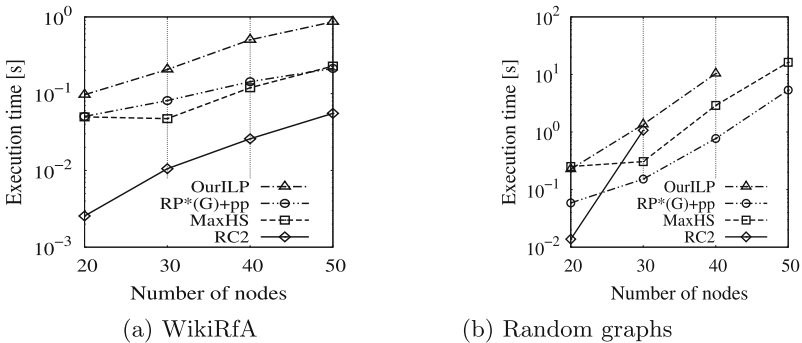 10^0
10^-1
10^-2
10^-3
Execution time [s]
OurILP
RP*(G)+pp
MaxHS
RC2
20 30 40 50
Number of nodes
(a) WikiRfA
10^2
10^1
10^0
10^-1
10^-2
Execution time [s]
OurILP
RP*(G)+pp
MaxHS
RC2
20 30 40 50
Number of nodes
(b) Random graphs